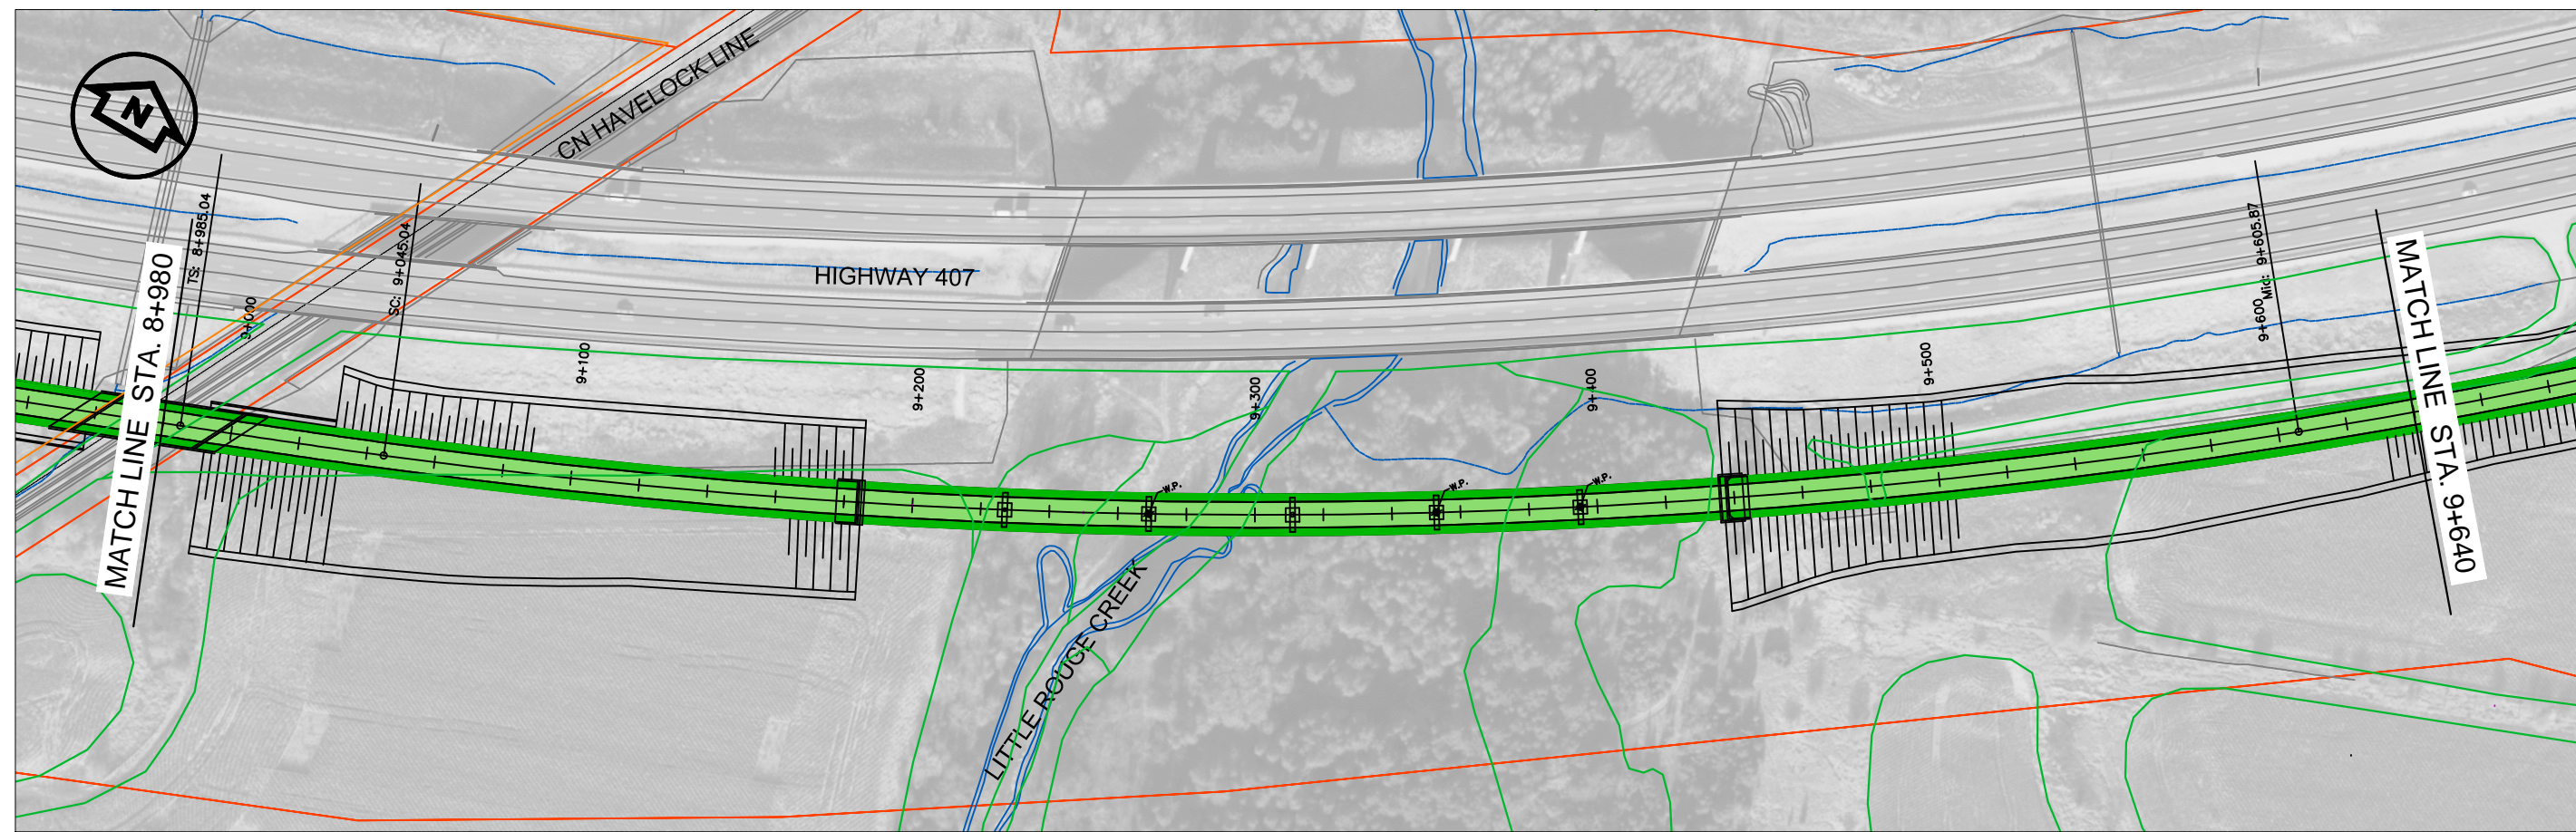 N
CN HAVELOCK LINE
HIGHWAY 407
MATCH LINE STA. 8+980
TS: 8+985.04
9+000
SC: 9+045.04
9+100
9+200
9+300
9+400
9+500
9+600
Mid: 9+605.87
MATCH LINE STA. 9+640
W.P.
W.P.
W.P.
LITTLE ROUGE CREEK